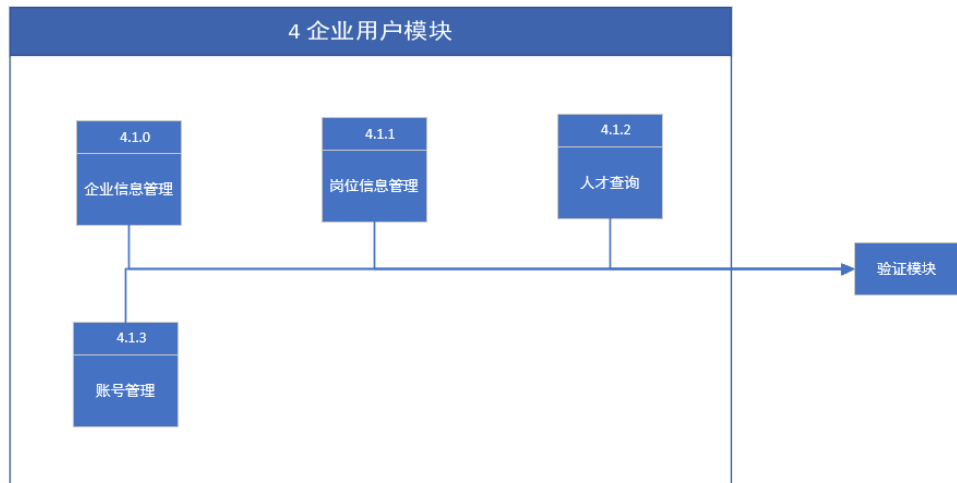 4 企业用户模块
4.1.0
企业信息管理
4.1.1
岗位信息管理
4.1.2
人才查询
验证模块
4.1.3
账号管理